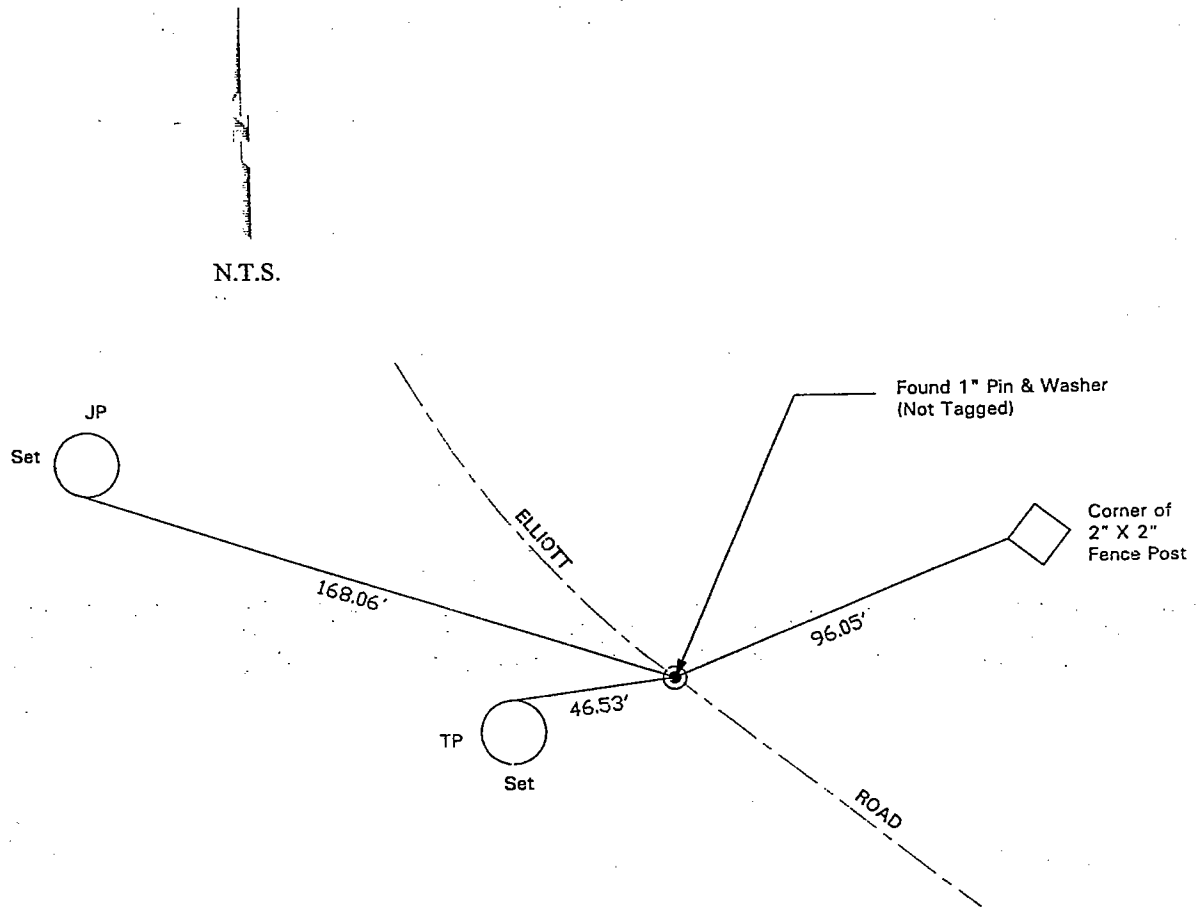 N.T.S.
Found 1" Pin & Washer
(Not Tagged)
JP
Set
ELLIOTT
Corner of
2" X 2"
Fence Post
168.06'
96.05'
46.53'
TP
Set
ROAD